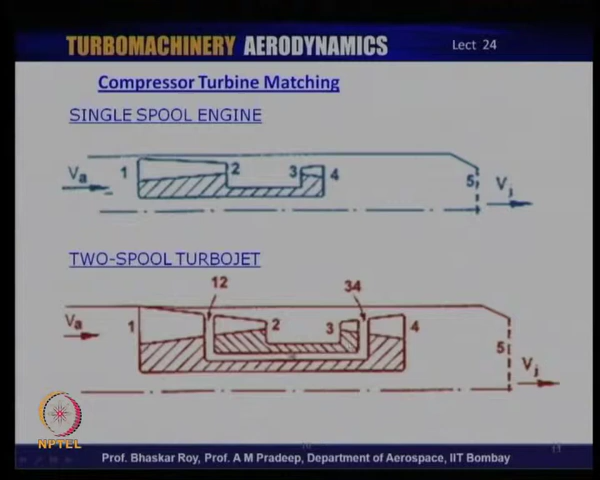 TURBOMACHINERY AERODYNAMICS Lect 24
Compressor Turbine Matching
SINGLE SPOOL ENGINE
Va 1 2 3 4 5 Vj
TWO-SPOOL TURBOJET
12 34
Va 1 2 3 4 5 Vj
NPTEL
Prof. Bhaskar Roy, Prof. A M Pradeep, Department of Aerospace, IIT Bombay